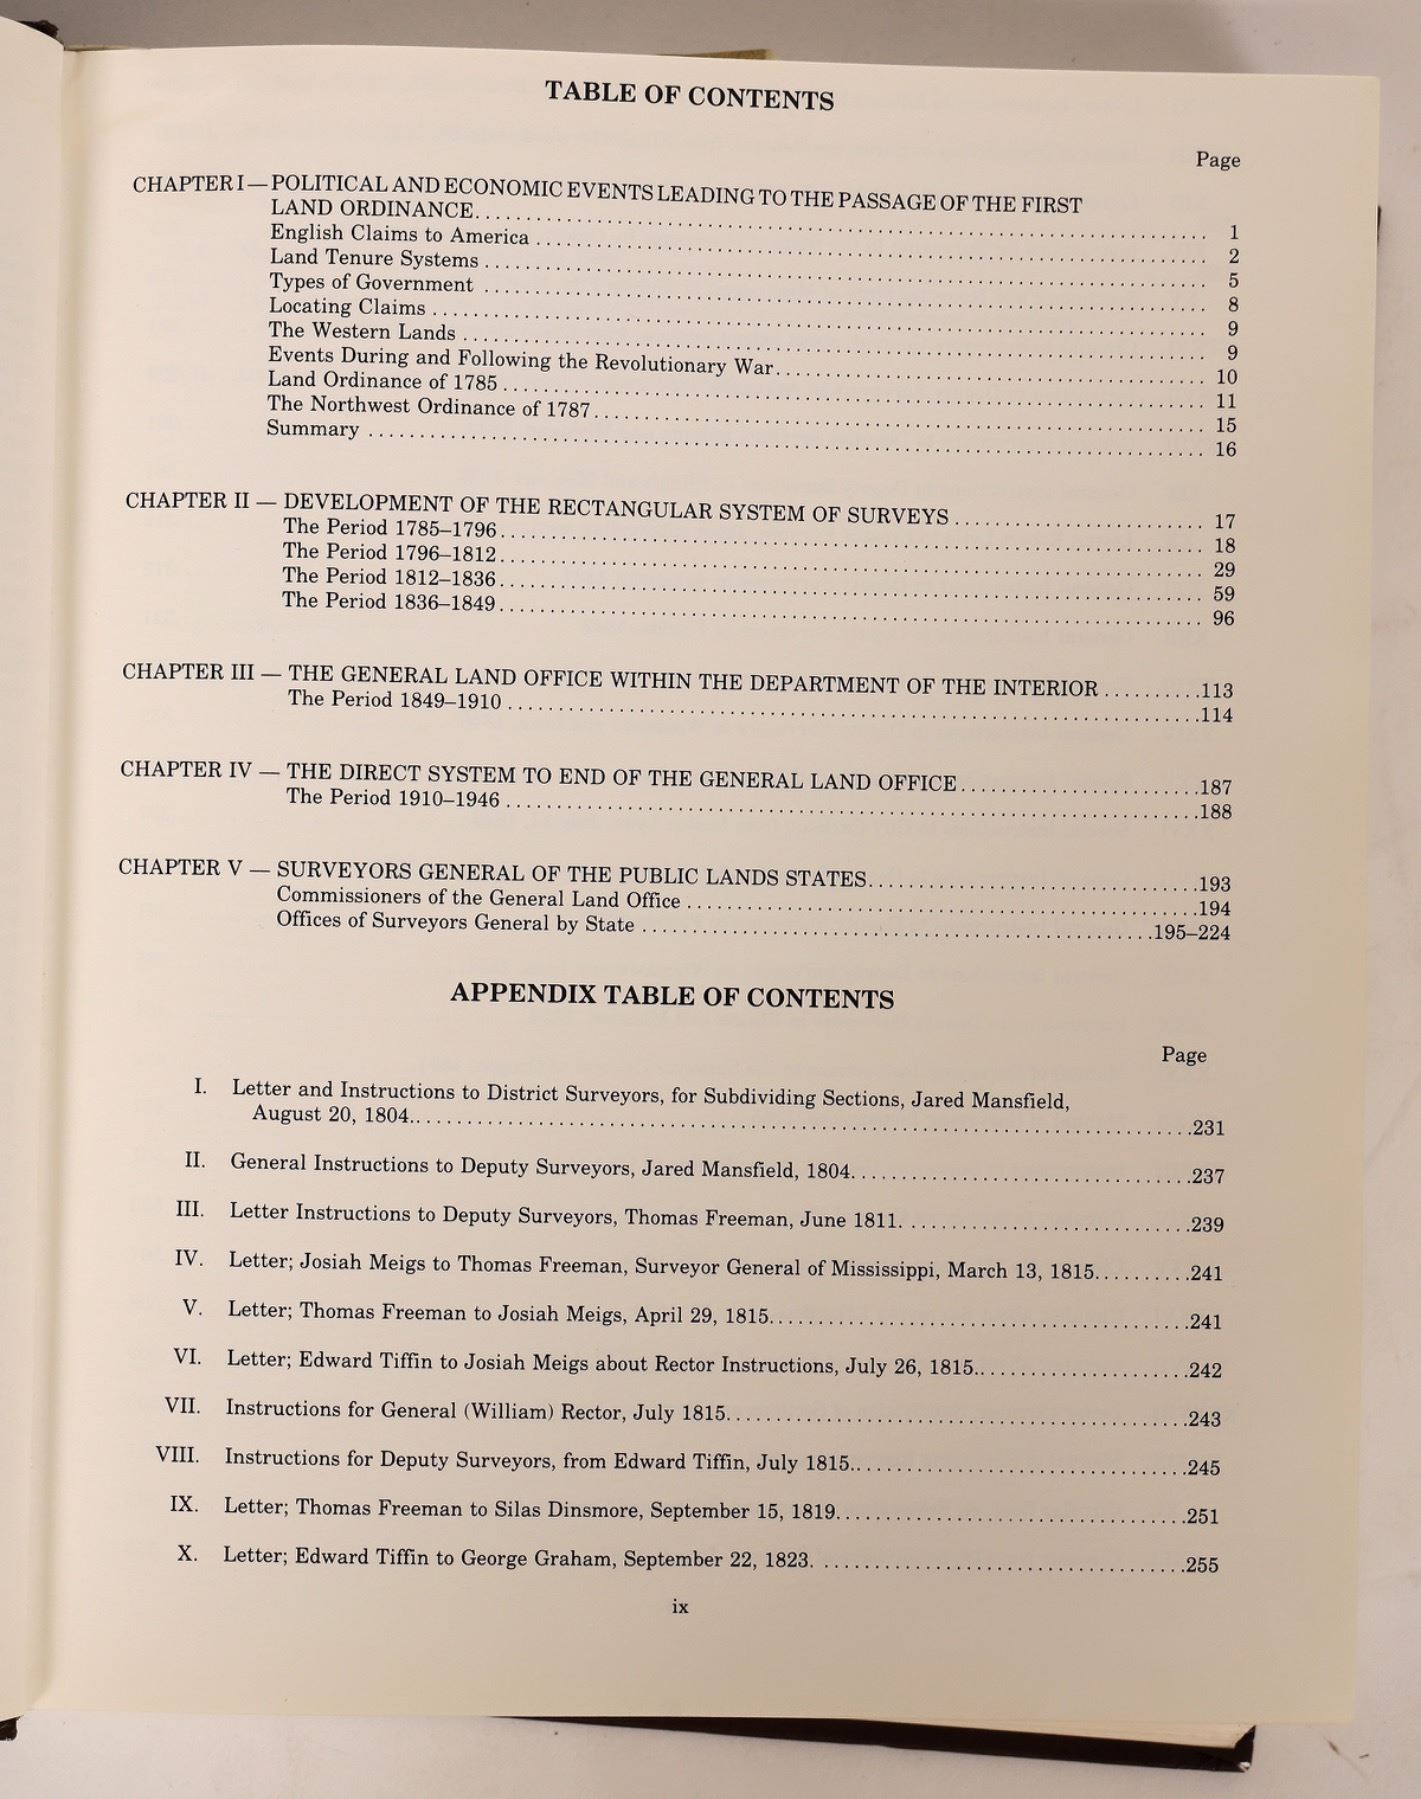 TABLE OF CONTENTS
Page
CHAPTER I — POLITICAL AND ECONOMIC EVENTS LEADING TO THE PASSAGE OF THE FIRST
LAND ORDINANCE. . . . . . . . . . 1
English Claims to America . . . . . . . . . . 2
Land Tenure Systems . . . . . . . . . . 5
Types of Government . . . . . . . . . . 8
Locating Claims . . . . . . . . . . 9
The Western Lands . . . . . . . . . . 9
Events During and Following the Revolutionary War. . . . . . . . . . 10
Land Ordinance of 1785 . . . . . . . . . . 11
The Northwest Ordinance of 1787. . . . . . . . . . 15
Summary . . . . . . . . . . 16
CHAPTER II — DEVELOPMENT OF THE RECTANGULAR SYSTEM OF SURVEYS . . . . . . . . . . 17
The Period 1785–1796. . . . . . . . . . 18
The Period 1796–1812. . . . . . . . . . 29
The Period 1812–1836. . . . . . . . . . 59
The Period 1836–1849. . . . . . . . . . 96
CHAPTER III — THE GENERAL LAND OFFICE WITHIN THE DEPARTMENT OF THE INTERIOR . . . . . . . . . .113
The Period 1849–1910 . . . . . . . . . .114
CHAPTER IV — THE DIRECT SYSTEM TO END OF THE GENERAL LAND OFFICE. . . . . . . . . .187
The Period 1910–1946 . . . . . . . . . .188
CHAPTER V — SURVEYORS GENERAL OF THE PUBLIC LANDS STATES. . . . . . . . . .193
Commissioners of the General Land Office . . . . . . . . . .194
Offices of Surveyors General by State . . . . . . . . . .195–224
APPENDIX TABLE OF CONTENTS
Page
I. Letter and Instructions to District Surveyors, for Subdividing Sections, Jared Mansfield,
August 20, 1804. . . . . . . . . . .231
II. General Instructions to Deputy Surveyors, Jared Mansfield, 1804. . . . . . . . . .237
III. Letter Instructions to Deputy Surveyors, Thomas Freeman, June 1811. . . . . . . . . .239
IV. Letter; Josiah Meigs to Thomas Freeman, Surveyor General of Mississippi, March 13, 1815. . . . . . . . . .241
V. Letter; Thomas Freeman to Josiah Meigs, April 29, 1815. . . . . . . . . .241
VI. Letter; Edward Tiffin to Josiah Meigs about Rector Instructions, July 26, 1815. . . . . . . . . . .242
VII. Instructions for General (William) Rector, July 1815. . . . . . . . . .243
VIII. Instructions for Deputy Surveyors, from Edward Tiffin, July 1815. . . . . . . . . . .245
IX. Letter; Thomas Freeman to Silas Dinsmore, September 15, 1819. . . . . . . . . .251
X. Letter; Edward Tiffin to George Graham, September 22, 1823. . . . . . . . . . .255
ix